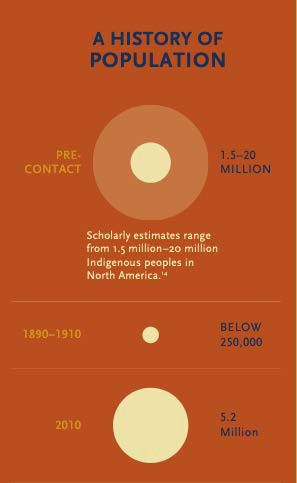 A HISTORY OF
POPULATION
PRE-
CONTACT
1.5–20
MILLION
Scholarly estimates range
from 1.5 million–20 million
Indigenous peoples in
North America.¹⁴
1890–1910
BELOW
250,000
2010
5.2
Million